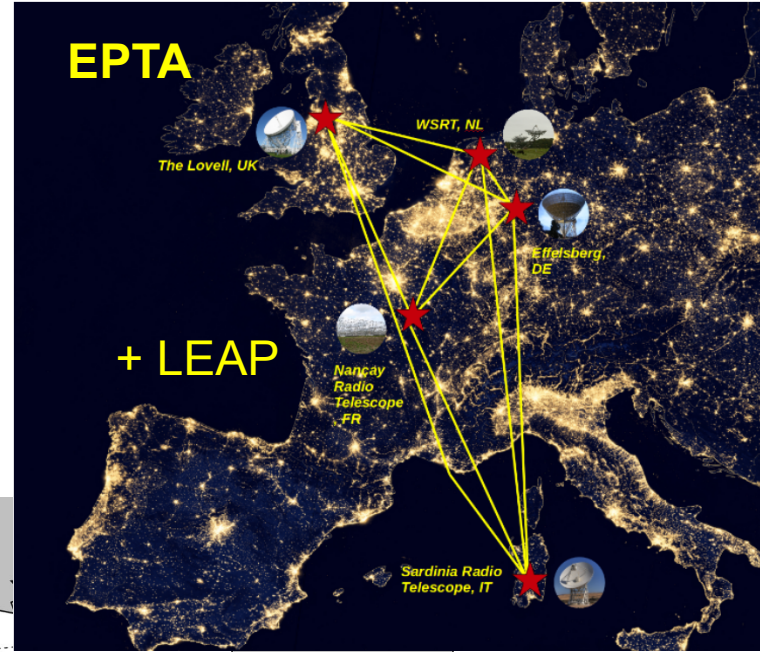 EPTA
WSRT, NL
The Lovell, UK
Effelsberg,
DE
+ LEAP
Nançay
Radio
Telescope
, FR
Sardinia Radio
Telescope, IT